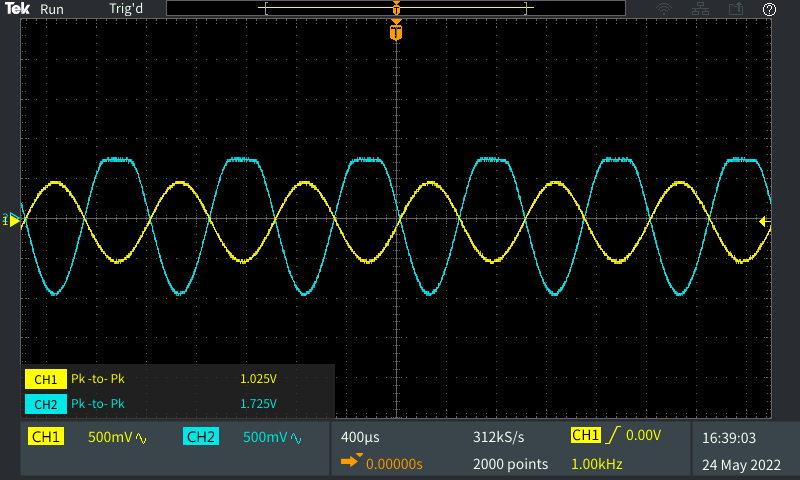 Tek Run Trig'd
T
T
CH1 Pk -to- Pk 1.025V
CH2 Pk -to- Pk 1.725V
CH1 500mV CH2 500mV 400µs 312kS/s CH1 0.00V 16:39:03
0.00000s 2000 points 1.00kHz 24 May 2022